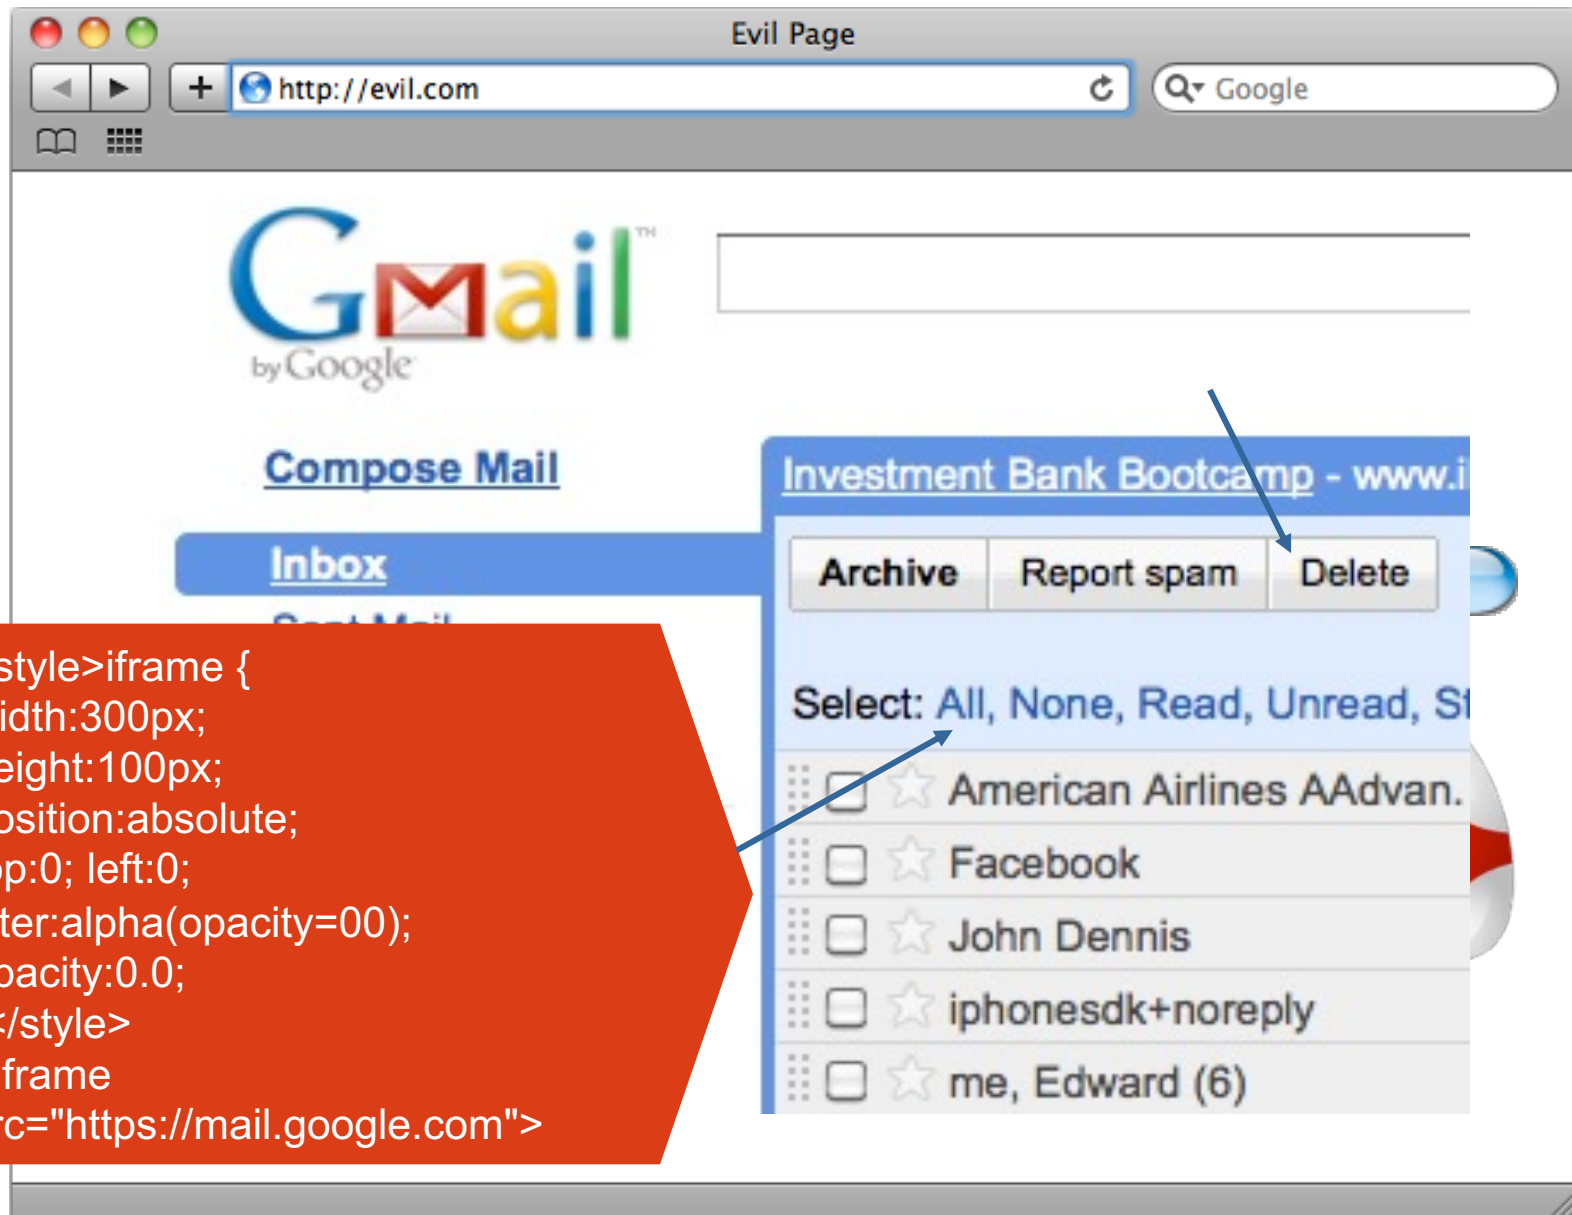 Evil Page
http://evil.com
Google
Gmail TM
by Google
Compose Mail
Investment Bank Bootcamp - www.i
Inbox
Archive Report spam Delete
Sent Mail
Select: All, None, Read, Unread, St
American Airlines AAdvan.
Facebook
John Dennis
iphonesdk+noreply
me, Edward (6)
style>iframe {
idth:300px;
eight:100px;
osition:absolute;
op:0; left:0;
ter:alpha(opacity=00);
pacity:0.0;
</style>
frame
rc="https://mail.google.com">